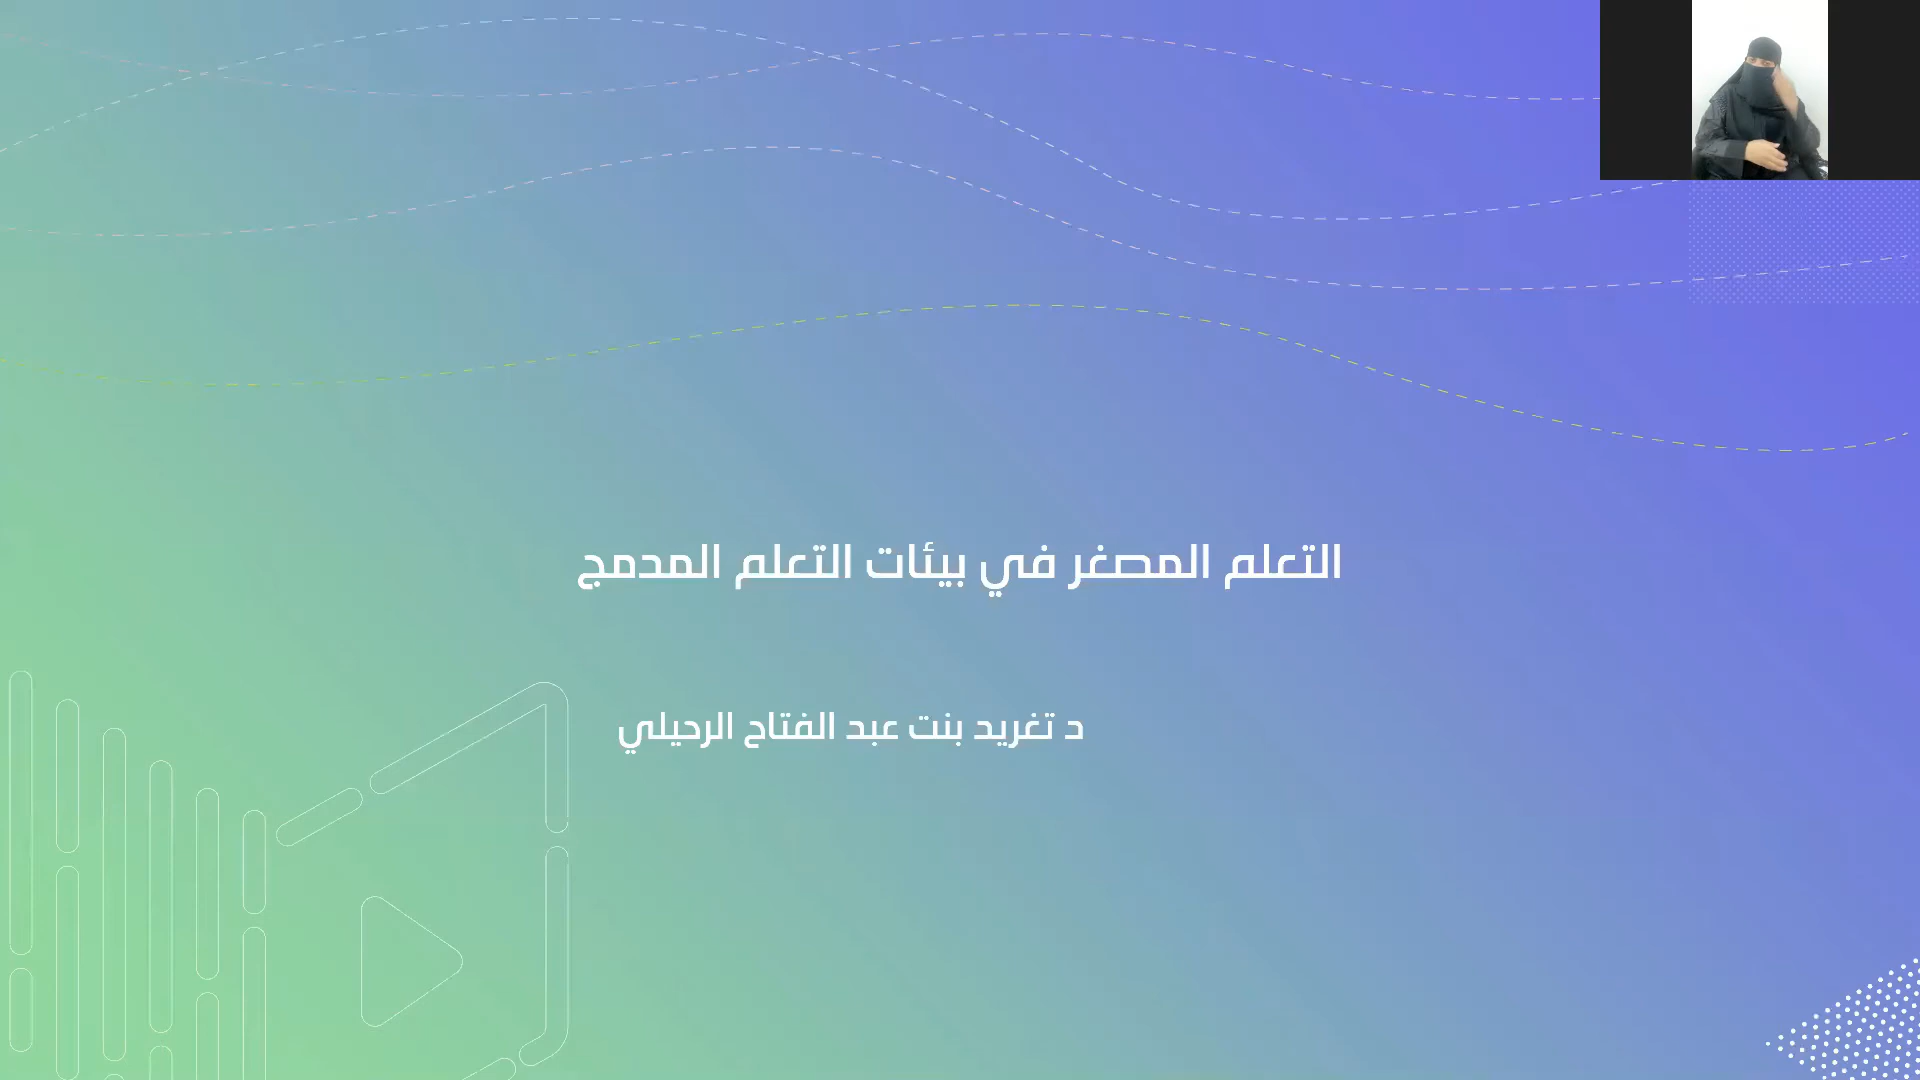 التعلم المصغر في بيئات التعلم المدمج
د تغريد بنت عبد الفتاح الرحيلي